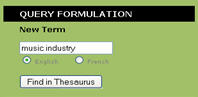 QUERY FORMULATION
New Term
music industry
English French
Find in Thesaurus